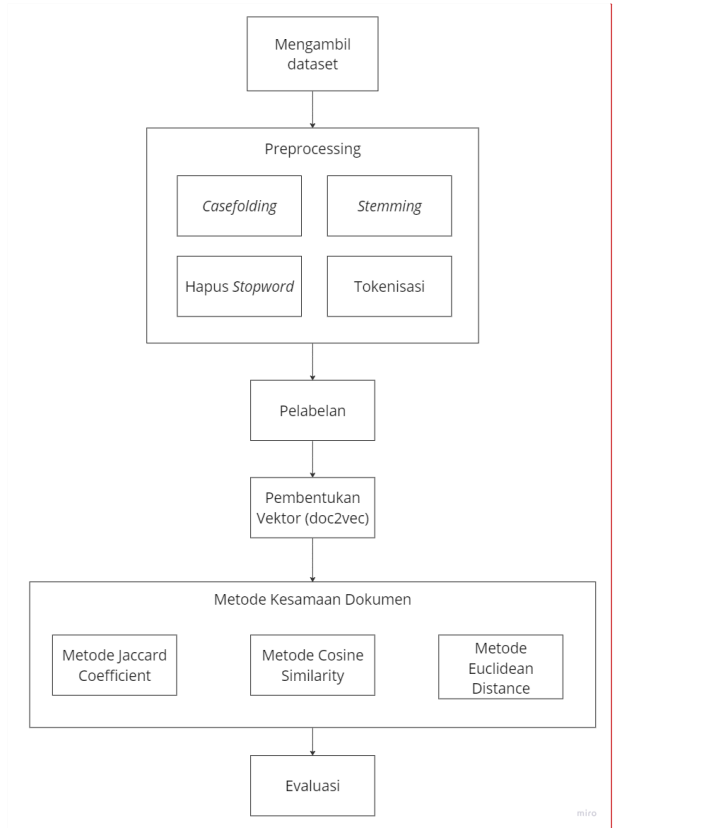 Mengambil
dataset
Preprocessing
Casefolding
Stemming
Hapus Stopword
Tokenisasi
Pelabelan
Pembentukan
Vektor (doc2vec)
Metode Kesamaan Dokumen
Metode Jaccard
Coefficient
Metode Cosine
Similarity
Metode
Euclidean
Distance
Evaluasi
miro